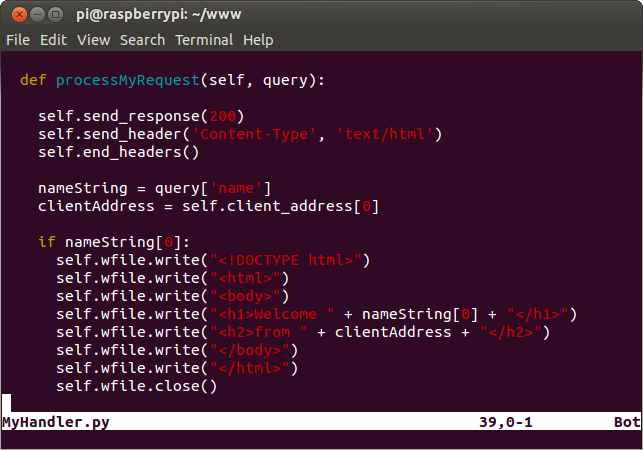 pi@raspberrypi: ~/www
File Edit View Search Terminal Help
def processMyRequest(self, query):
self.send_response(200)
self.send_header('Content-Type', 'text/html')
self.end_headers()
nameString = query['name']
clientAddress = self.client_address[0]
if nameString[0]:
self.wfile.write("<!DOCTYPE html>")
self.wfile.write("<html>")
self.wfile.write("<body>")
self.wfile.write("<h1>Welcome " + nameString[0] + "</h1>")
self.wfile.write("<h2>from " + clientAddress + "</h2>")
self.wfile.write("</body>")
self.wfile.write("</html>")
self.wfile.close()
MyHandler.py 39,0-1 Bot